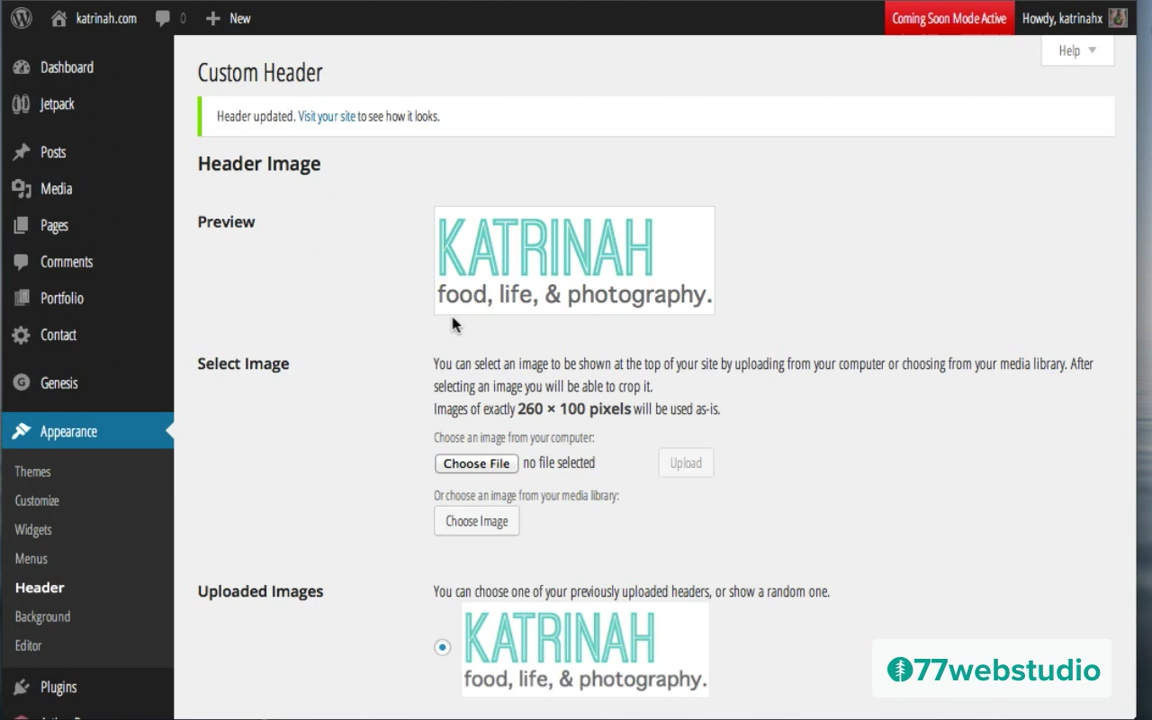 katrinah.com 0 New Coming Soon Mode Active Howdy, katrinahx
Help
Dashboard
Jetpack
Posts
Media
Pages
Comments
Portfolio
Contact
Genesis
Appearance
Themes
Customize
Widgets
Menus
Header
Background
Editor
Plugins
Custom Header
Header updated. Visit your site to see how it looks.
Header Image
Preview
KATRINAH
food, life, & photography.
Select Image
You can select an image to be shown at the top of your site by uploading from your computer or choosing from your media library. After
selecting an image you will be able to crop it.
Images of exactly 260 × 100 pixels will be used as-is.
Choose an image from your computer:
Choose File no file selected Upload
Or choose an image from your media library:
Choose Image
Uploaded Images
You can choose one of your previously uploaded headers, or show a random one.
KATRINAH
food, life, & photography.
77webstudio